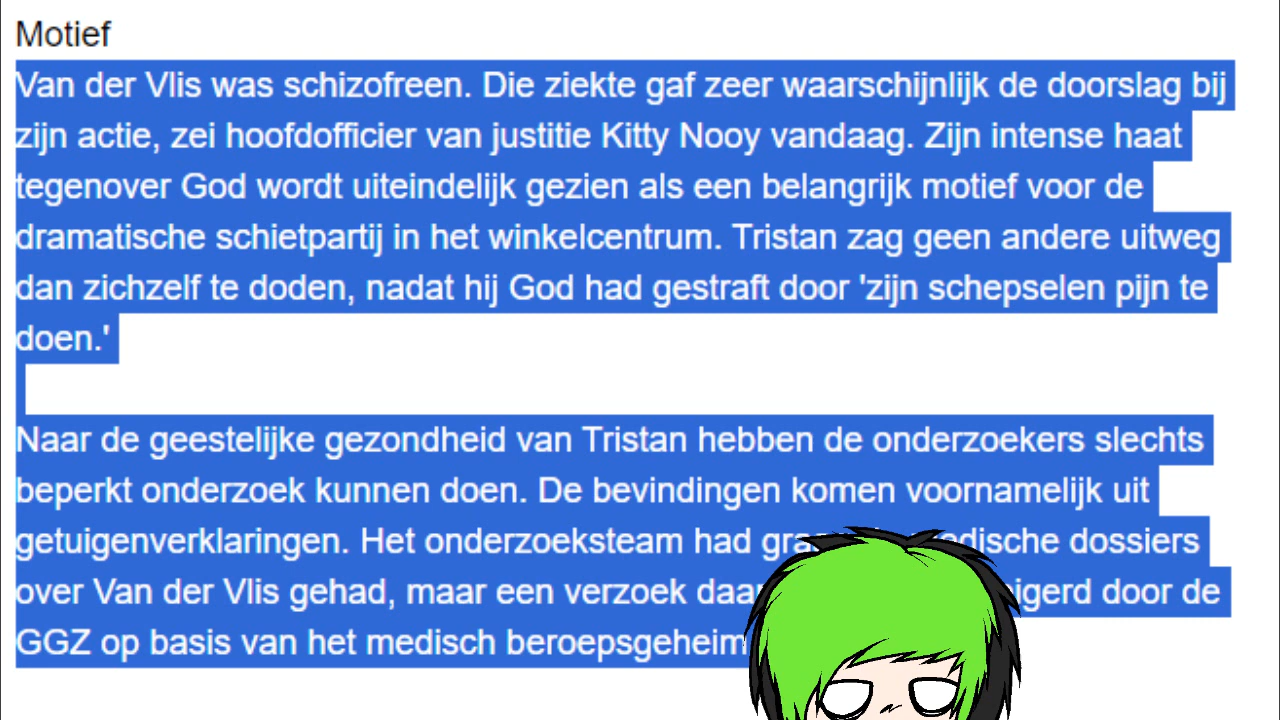 Motief
Van der Vlis was schizofreen. Die ziekte gaf zeer waarschijnlijk de doorslag bij
zijn actie, zei hoofdofficier van justitie Kitty Nooy vandaag. Zijn intense haat
tegenover God wordt uiteindelijk gezien als een belangrijk motief voor de
dramatische schietpartij in het winkelcentrum. Tristan zag geen andere uitweg
dan zichzelf te doden, nadat hij God had gestraft door 'zijn schepselen pijn te
doen.'
Naar de geestelijke gezondheid van Tristan hebben de onderzoekers slechts
beperkt onderzoek kunnen doen. De bevindingen komen voornamelijk uit
getuigenverklaringen. Het onderzoeksteam had dossiers
over Van der Vlis gehad, maar een verzoek door de
GGZ op basis van het medisch beroepsgeheim